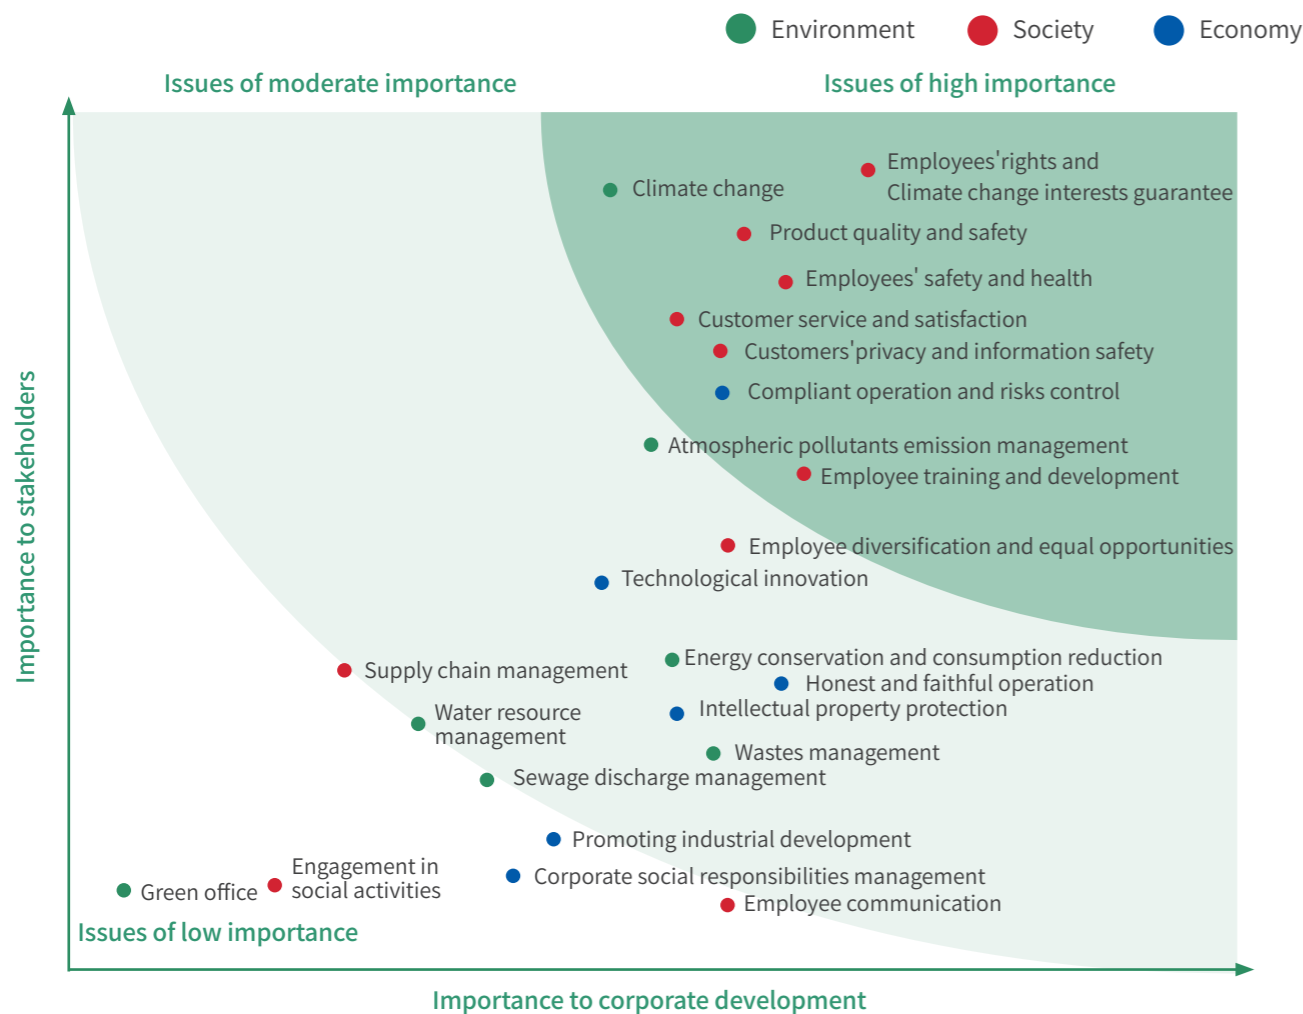 Environment
Society
Economy
Issues of moderate importance
Issues of high importance
Employees'rights and
Climate change interests guarantee
Climate change
Product quality and safety
Employees' safety and health
Customer service and satisfaction
Customers'privacy and information safety
Compliant operation and risks control
Atmospheric pollutants emission management
Employee training and development
Employee diversification and equal opportunities
Technological innovation
Supply chain management
Energy conservation and consumption reduction
Honest and faithful operation
Intellectual property protection
Water resource
management
Wastes management
Sewage discharge management
Promoting industrial development
Engagement in
social activities
Green office
Corporate social responsibilities management
Employee communication
Issues of low importance
Importance to stakeholders
Importance to corporate development